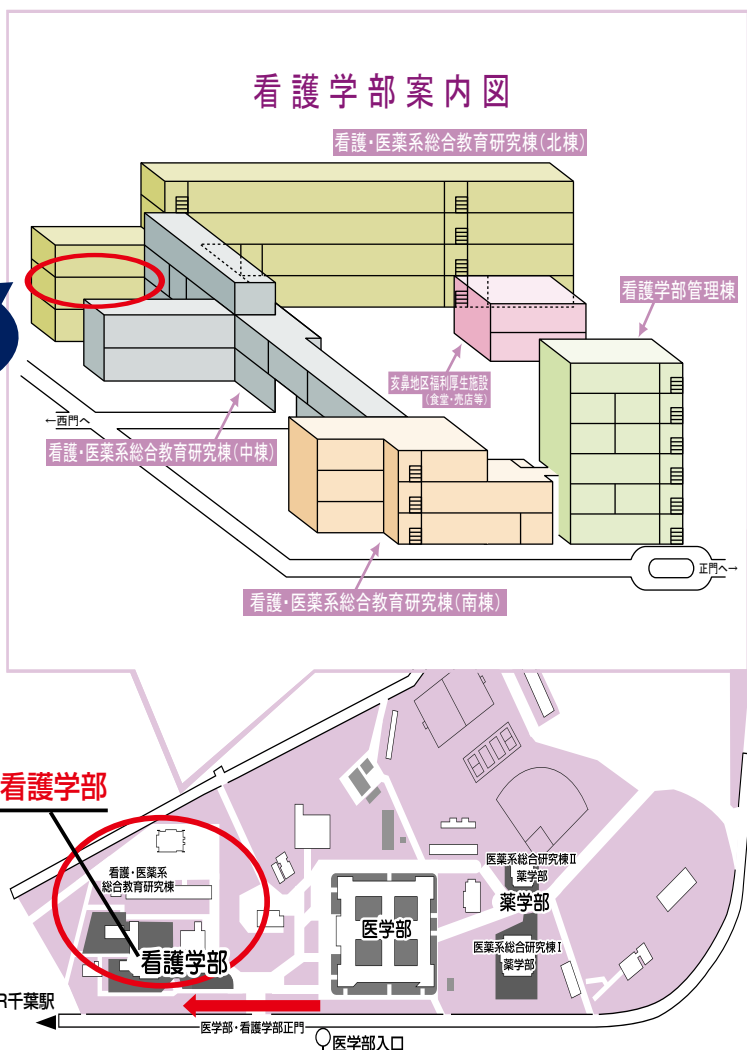 看護学部案内図
看護・医薬系総合教育研究棟(北棟)
看護学部管理棟
亥鼻地区福利厚生施設
(食堂・売店等)
←西門へ
看護・医薬系総合教育研究棟(中棟)
正門へ→
看護・医薬系総合教育研究棟(南棟)
看護学部
看護・医薬系
総合教育研究棟
医薬系総合研究棟II
薬学部
薬学部
医学部
医薬系総合研究棟I
薬学部
看護学部
R千葉駅
医学部・看護学部正門
医学部入口